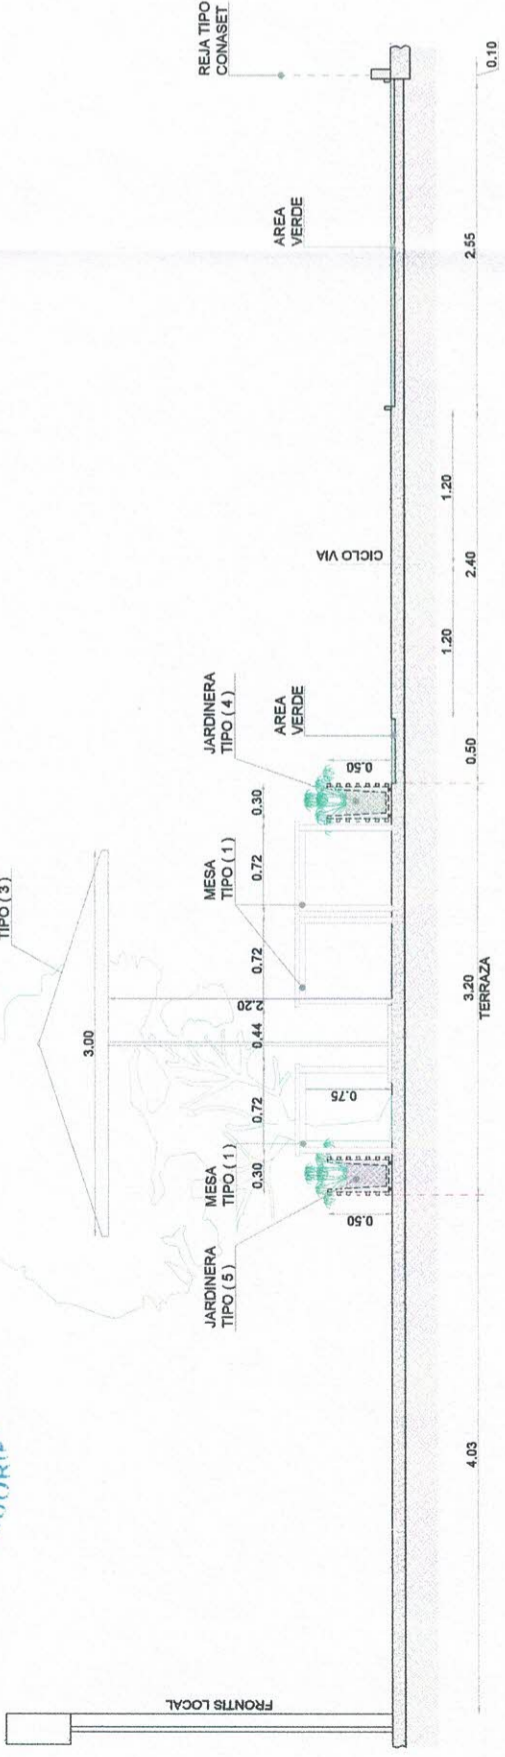 TIPO ( 3 )
3.00
REJA TIPO
CONASET
AREA
VERDE
JARDINERA
TIPO ( 4 )
AREA
VERDE
MESA
TIPO ( 1 )
MESA
TIPO ( 1 )
JARDINERA
TIPO ( 5 )
0.30
0.72
0.44
0.72
0.72
0.30
2.20
0.75
0.50
0.50
CICLO VIA
FRONTIS LOCAL
1.20
1.20
4.03
3.20
TERRAZA
0.50
2.40
2.55
0.10